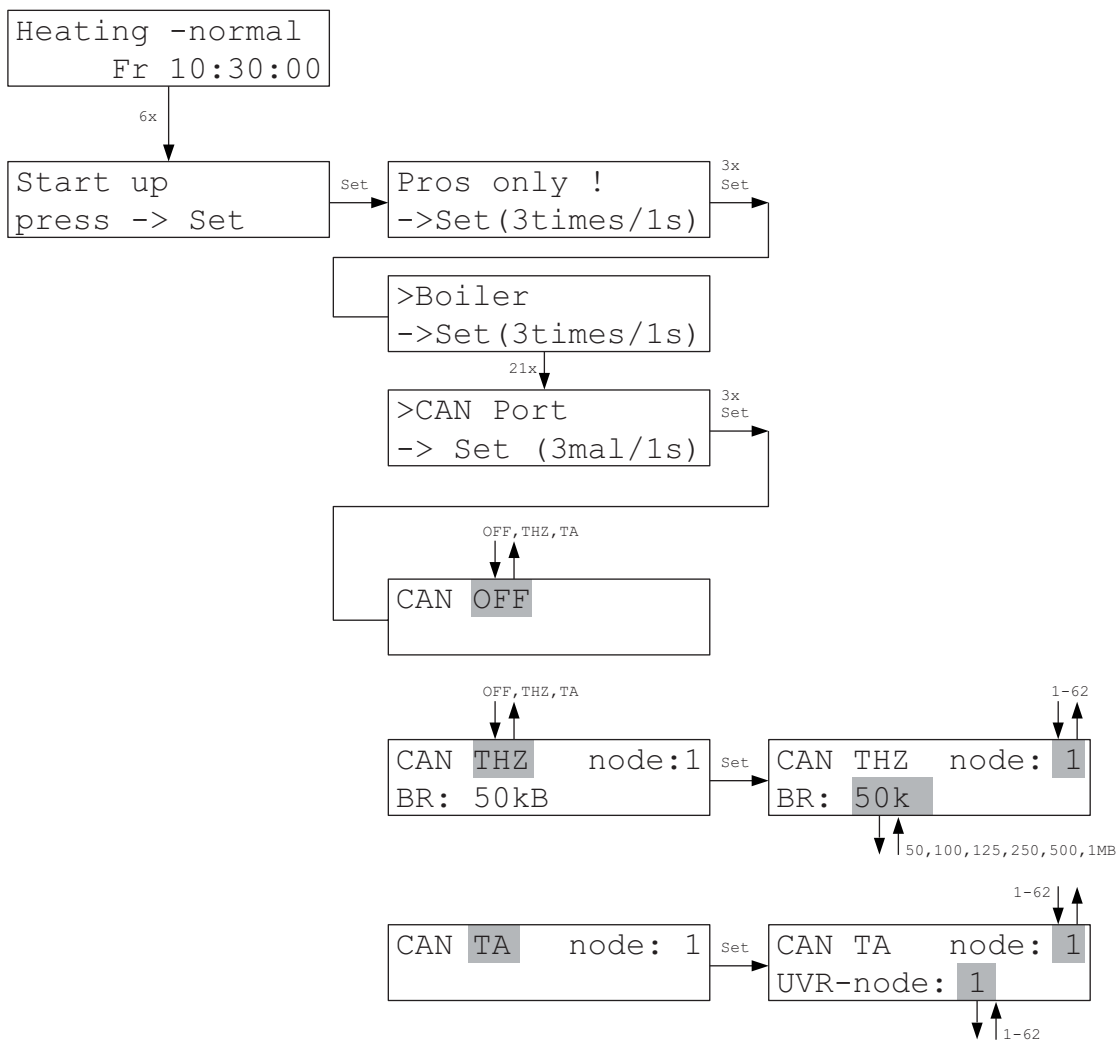 Heating -normal
Fr 10:30:00
6x
Start up
press -> Set
Set
Pros only !
->Set(3times/1s)
3x
Set
>Boiler
->Set(3times/1s)
21x
>CAN Port
-> Set (3mal/1s)
3x
Set
OFF,THZ,TA
CAN OFF
OFF,THZ,TA
CAN THZ node:1
BR: 50kB
Set
1-62
CAN THZ node: 1
BR: 50k
50,100,125,250,500,1MB
CAN TA node: 1
Set
1-62
CAN TA node: 1
UVR-node: 1
1-62